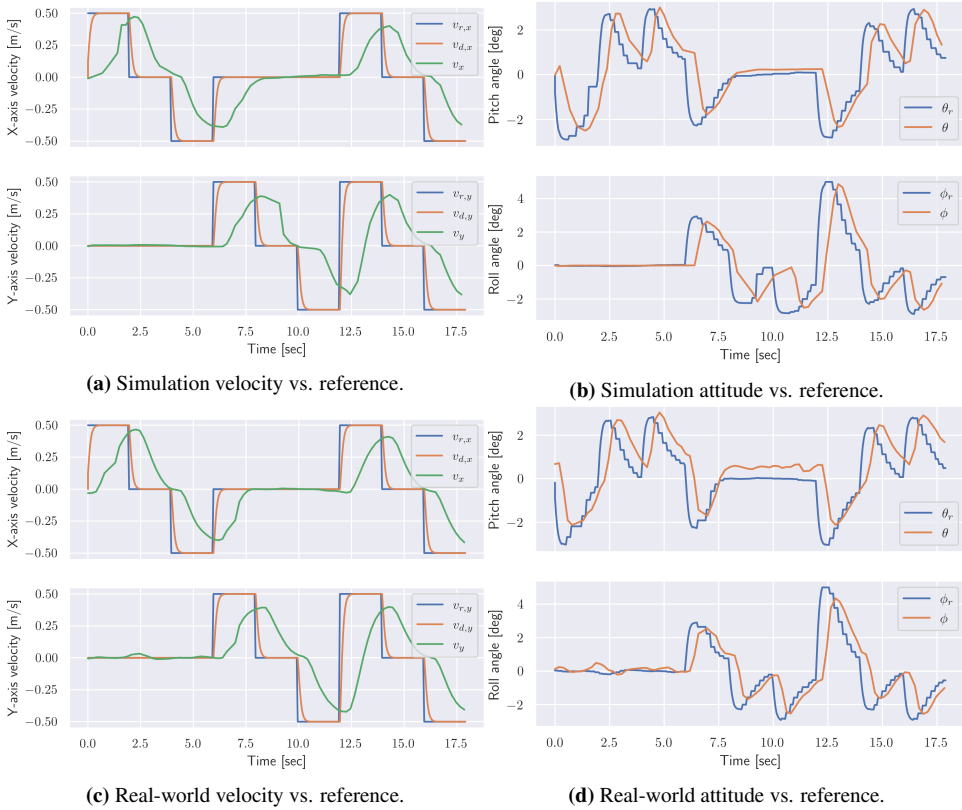 X-axis velocity [m/s]
0.50
0.25
0.00
−0.25
−0.50
v_{r,x}
v_{d,x}
v_x
Y-axis velocity [m/s]
0.50
0.25
0.00
−0.25
−0.50
v_{r,y}
v_{d,y}
v_y
0.0 2.5 5.0 7.5 10.0 12.5 15.0 17.5
Time [sec]
(a) Simulation velocity vs. reference.
Pitch angle [deg]
2
0
−2
θ_r
θ
Roll angle [deg]
4
2
0
−2
ϕ_r
ϕ
0.0 2.5 5.0 7.5 10.0 12.5 15.0 17.5
Time [sec]
(b) Simulation attitude vs. reference.
X-axis velocity [m/s]
0.50
0.25
0.00
−0.25
−0.50
v_{r,x}
v_{d,x}
v_x
Y-axis velocity [m/s]
0.50
0.25
0.00
−0.25
−0.50
v_{r,y}
v_{d,y}
v_y
0.0 2.5 5.0 7.5 10.0 12.5 15.0 17.5
Time [sec]
(c) Real-world velocity vs. reference.
Pitch angle [deg]
2
0
−2
θ_r
θ
Roll angle [deg]
4
2
0
−2
ϕ_r
ϕ
0.0 2.5 5.0 7.5 10.0 12.5 15.0 17.5
Time [sec]
(d) Real-world attitude vs. reference.